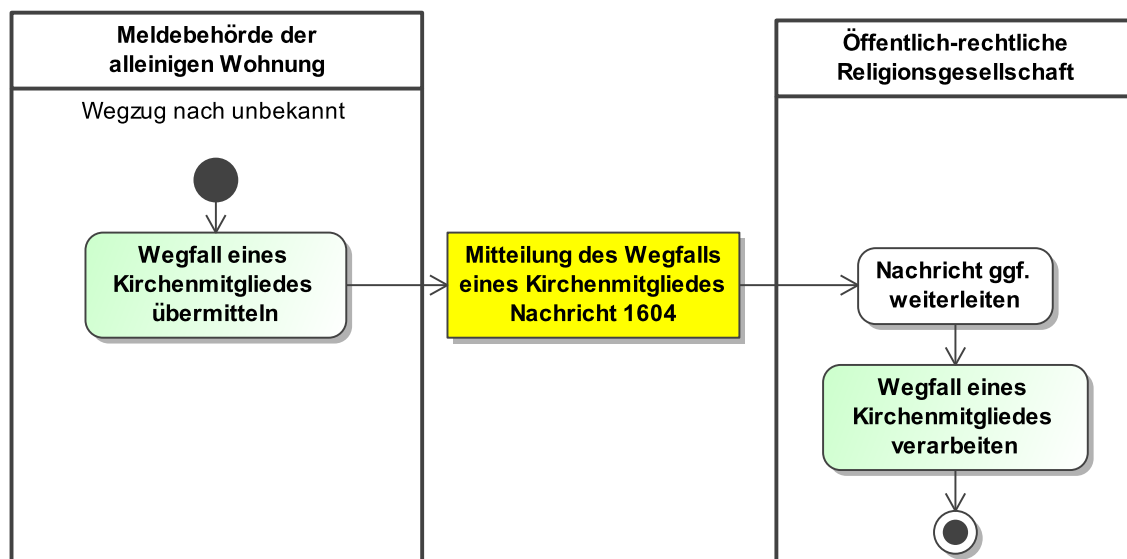 Meldebehörde der
alleinigen Wohnung
Wegzug nach unbekannt
Wegfall eines
Kirchenmitgliedes
übermitteln
Mitteilung des Wegfalls
eines Kirchenmitgliedes
Nachricht 1604
Öffentlich-rechtliche
Religionsgesellschaft
Nachricht ggf.
weiterleiten
Wegfall eines
Kirchenmitgliedes
verarbeiten